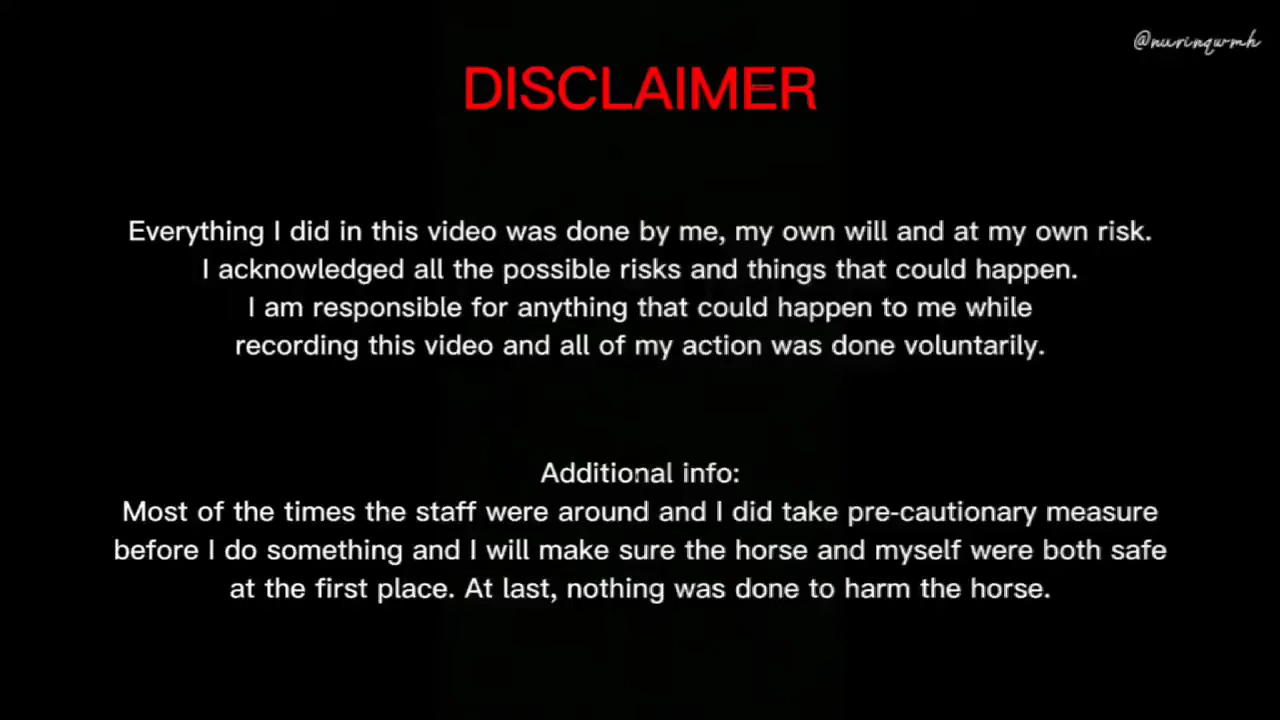 @nurinqwmh
DISCLAIMER
Everything I did in this video was done by me, my own will and at my own risk.
I acknowledged all the possible risks and things that could happen.
I am responsible for anything that could happen to me while
recording this video and all of my action was done voluntarily.
Additional info:
Most of the times the staff were around and I did take pre-cautionary measure
before I do something and I will make sure the horse and myself were both safe
at the first place. At last, nothing was done to harm the horse.